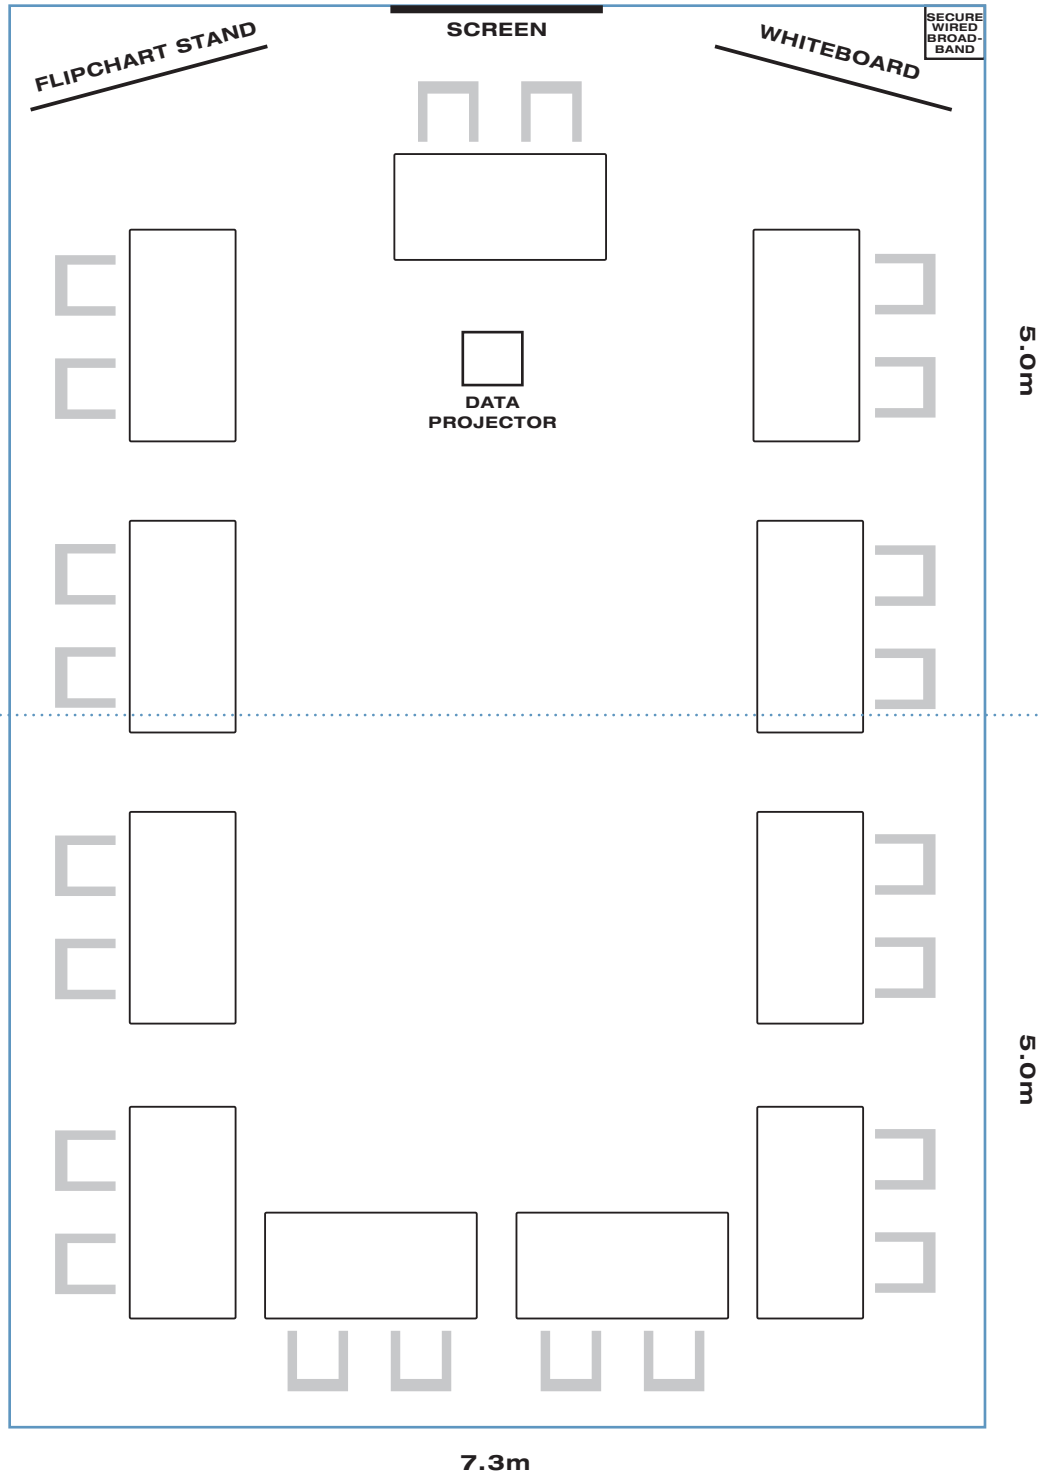 FLIPCHART STAND
SCREEN
WHITEBOARD
SECURE
WIRED
BROAD-
BAND
DATA
PROJECTOR
5.0m
5.0m
7.3m